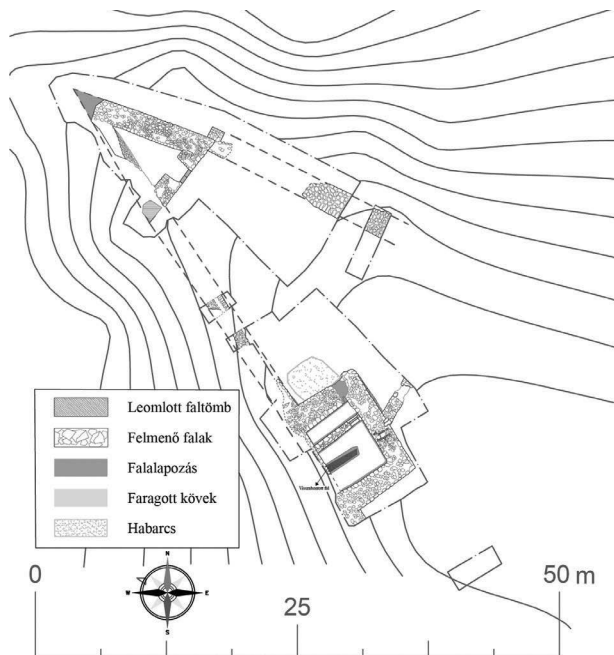 Leomlott faltömb
Felmenő falak
Falalapozás
Faragott kövek
Habarcs
N
W
E
S
0
25
50 m